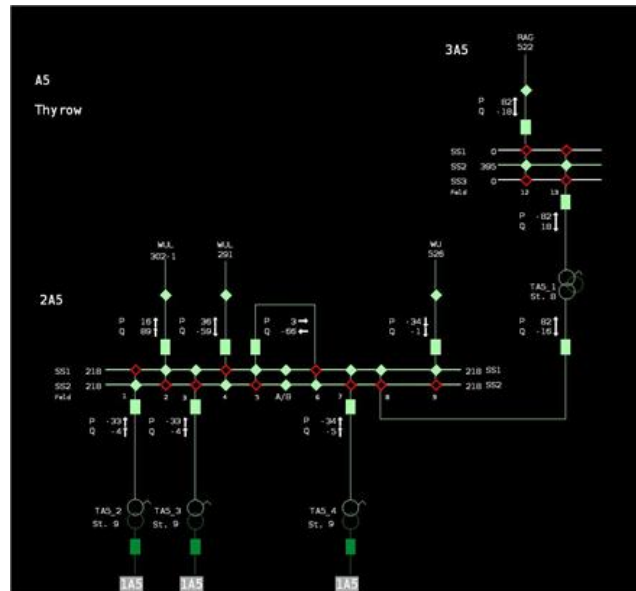 RAG
522
3A5
A5
Thyrow
P 82
Q -18
SS1 0
SS2 395
SS3 0
Feld 12 13
P -82
Q 18
WUL
302-1
WUL
291
WU
526
TA5_1
St. 8
2A5
P 16
Q 89
P 36
Q -59
P 3
Q -66
P -34
Q -1
P 82
Q -16
SS1 218 218 SS1
SS2 218 218 SS2
Feld 1 2 3 4 5 A/B 6 7 8 9
P -33
Q -4
P -33
Q -4
P -34
Q -5
TA5_2
St. 9
TA5_3
St. 9
TA5_4
St. 9
1A5 1A5 1A5